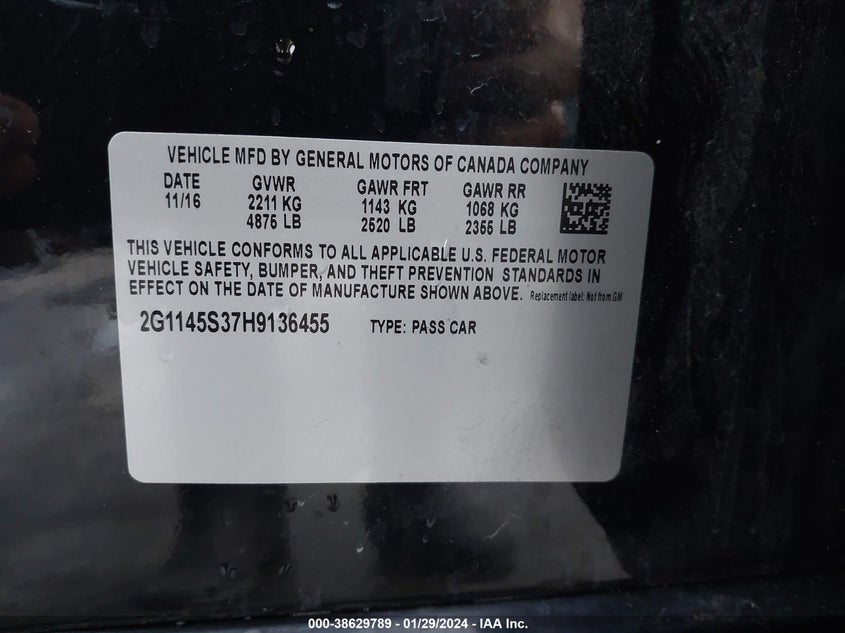 VEHICLE MFD BY GENERAL MOTORS OF CANADA COMPANY
DATE GVWR GAWR FRT GAWR RR
11/16 2211 KG 1143 KG 1068 KG
4875 LB 2520 LB 2355 LB
THIS VEHICLE CONFORMS TO ALL APPLICABLE U.S. FEDERAL MOTOR
VEHICLE SAFETY, BUMPER, AND THEFT PREVENTION STANDARDS IN
EFFECT ON THE DATE OF MANUFACTURE SHOWN ABOVE. Replacement label: Not from GM
2G1145S37H9136455 TYPE: PASS CAR
000-38629789 - 01/29/2024 - IAA Inc.